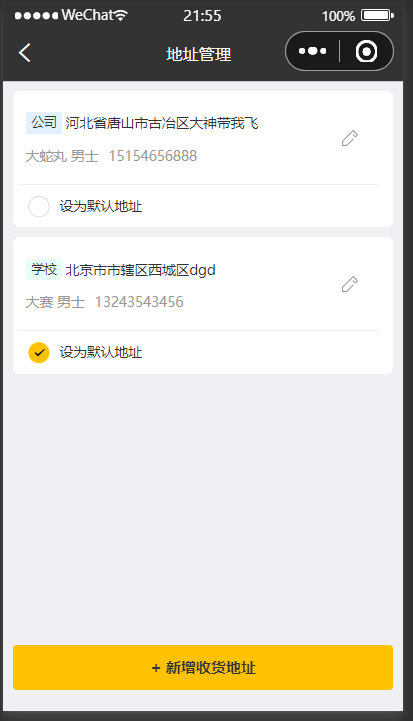 WeChat 21:55 100%
地址管理
公司 河北省唐山市古冶区大神带我飞
大蛇丸 男士 15154656888
设为默认地址
学校 北京市市辖区西城区dgd
大赛 男士 13243543456
设为默认地址
+ 新增收货地址